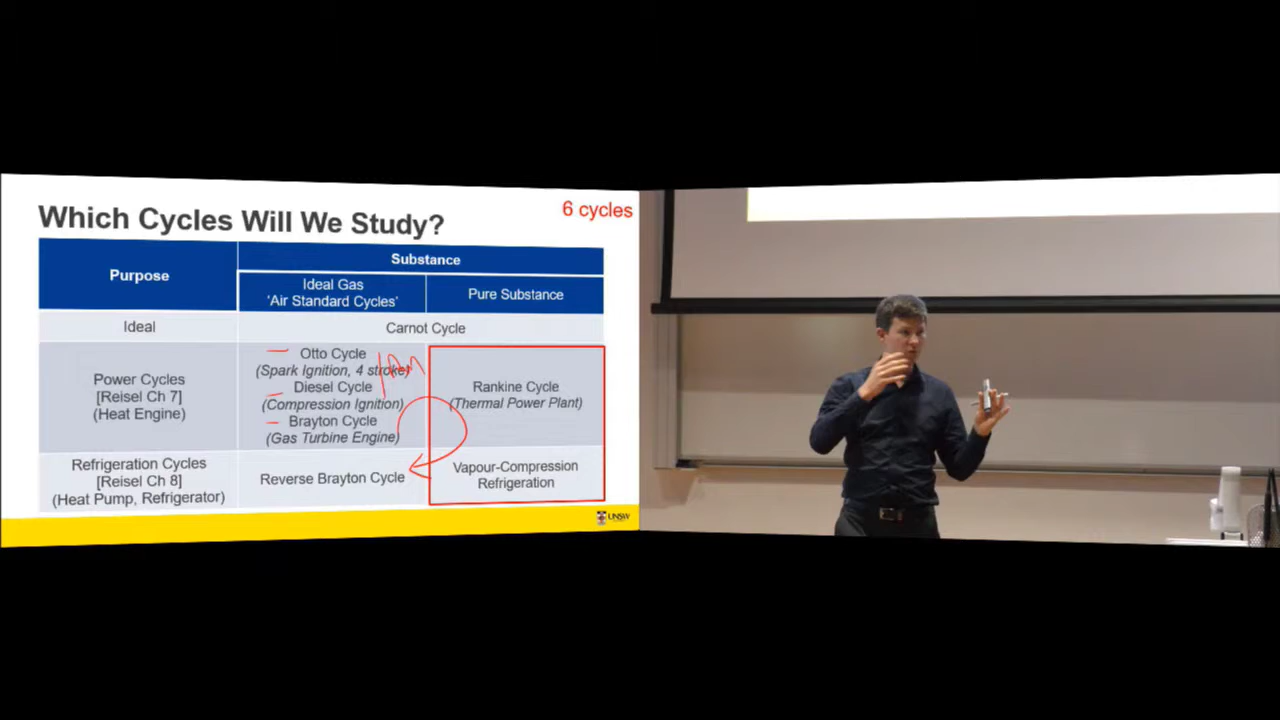 Which Cycles Will We Study?
6 cycles
Purpose
Substance
Ideal Gas
'Air Standard Cycles'
Pure Substance
Ideal
Carnot Cycle
Power Cycles
[Reisel Ch 7]
(Heat Engine)
Otto Cycle
(Spark Ignition, 4 stroke)
Diesel Cycle
(Compression Ignition)
Brayton Cycle
(Gas Turbine Engine)
Rankine Cycle
(Thermal Power Plant)
Refrigeration Cycles
[Reisel Ch 8]
(Heat Pump, Refrigerator)
Reverse Brayton Cycle
Vapour-Compression
Refrigeration
UNSW